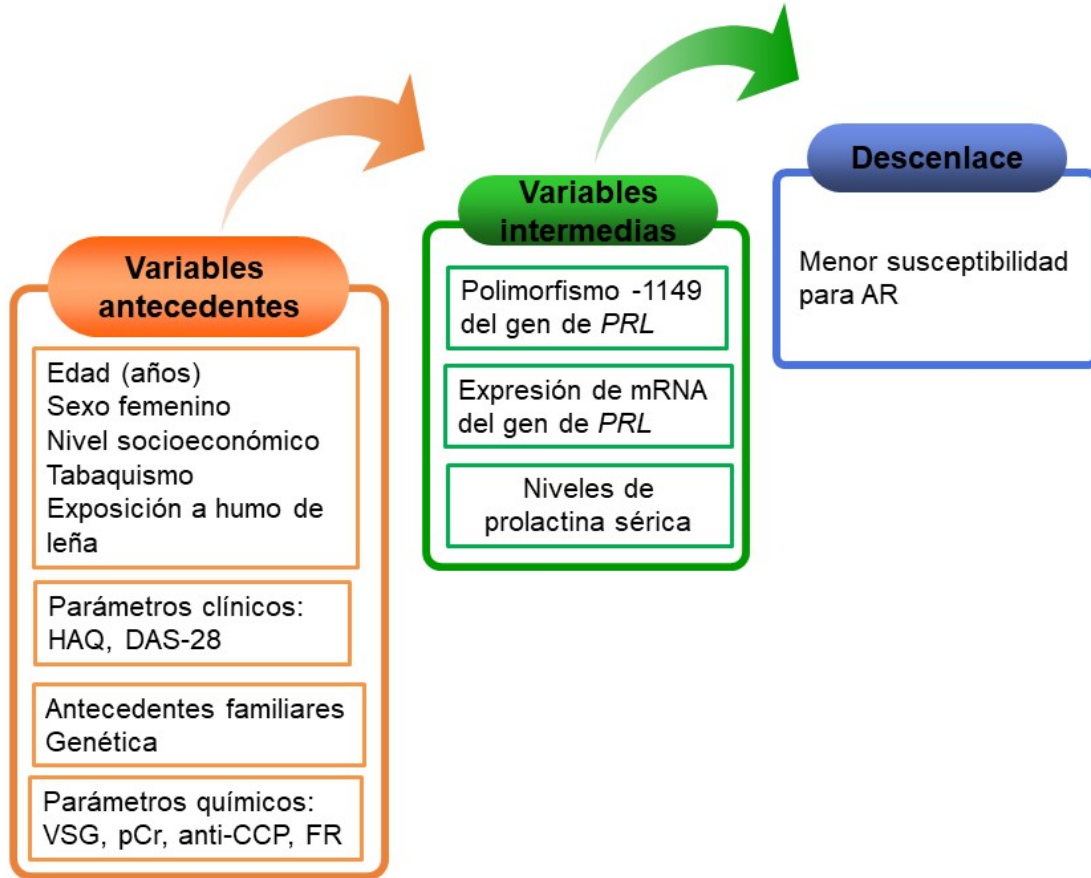 Variables
antecedentes
Edad (años)
Sexo femenino
Nivel socioeconómico
Tabaquismo
Exposición a humo de
leña
Parámetros clínicos:
HAQ, DAS-28
Antecedentes familiares
Genética
Parámetros químicos:
VSG, pCr, anti-CCP, FR
Variables
intermedias
Polimorfismo -1149
del gen de PRL
Expresión de mRNA
del gen de PRL
Niveles de
prolactina sérica
Descenlace
Menor susceptibilidad
para AR